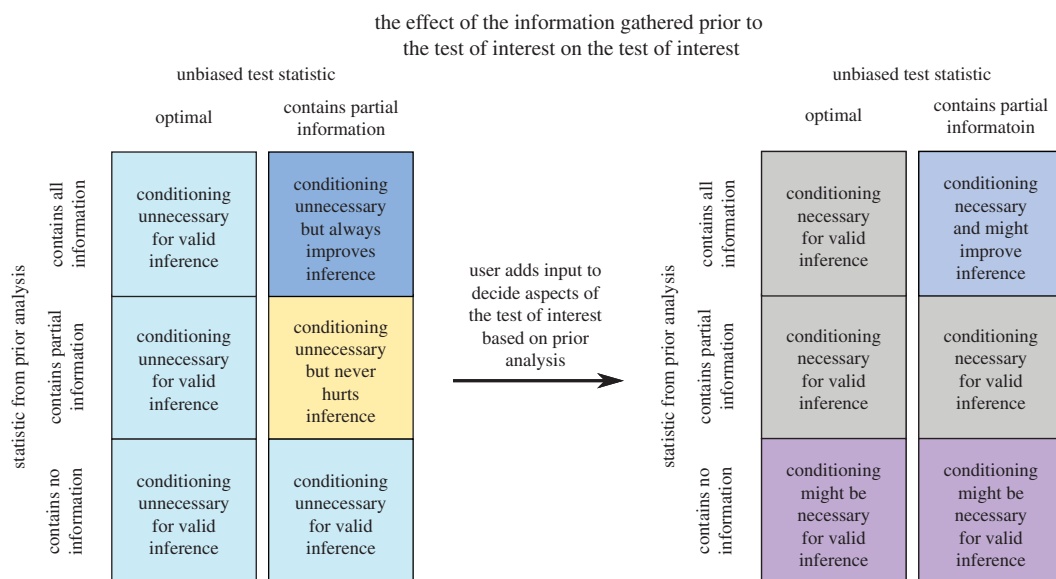 the effect of the information gathered prior to
the test of interest on the test of interest
unbiased test statistic
optimal
contains partial
information
statistic from prior analysis
contains all
information
conditioning
unnecessary
for valid
inference
conditioning
unnecessary
but always
improves
inference
contains partial
information
conditioning
unnecessary
for valid
inference
conditioning
unnecessary
but never
hurts
inference
contains no
information
conditioning
unnecessary
for valid
inference
conditioning
unnecessary
for valid
inference
user adds input to
decide aspects of
the test of interest
based on prior
analysis
unbiased test statistic
optimal
contains partial
informatoin
statistic from prior analysis
contains all
information
conditioning
necessary
for valid
inference
conditioning
necessary
and might
improve
inference
contains partial
information
conditioning
necessary
for valid
inference
conditioning
necessary
for valid
inference
contains no
information
conditioning
might be
necessary
for valid
inference
conditioning
might be
necessary
for valid
inference